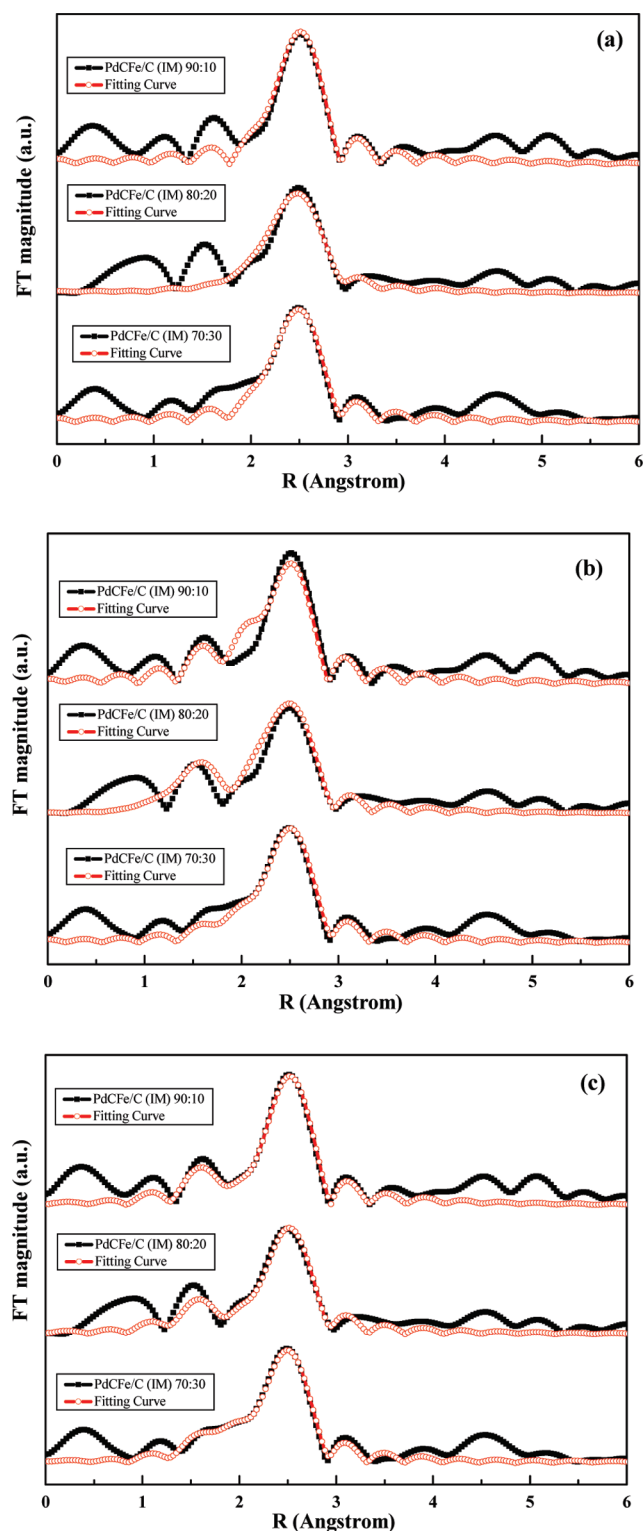 (a)
PdCFe/C (IM) 90:10
Fitting Curve
PdCFe/C (IM) 80:20
Fitting Curve
PdCFe/C (IM) 70:30
Fitting Curve
FT magnitude (a.u.)
0 1 2 3 4 5 6
R (Angstrom)
(b)
PdCFe/C (IM) 90:10
Fitting Curve
PdCFe/C (IM) 80:20
Fitting Curve
PdCFe/C (IM) 70:30
Fitting Curve
FT magnitude (a.u.)
0 1 2 3 4 5 6
R (Angstrom)
(c)
PdCFe/C (IM) 90:10
Fitting Curve
PdCFe/C (IM) 80:20
Fitting Curve
PdCFe/C (IM) 70:30
Fitting Curve
FT magnitude (a.u.)
0 1 2 3 4 5 6
R (Angstrom)